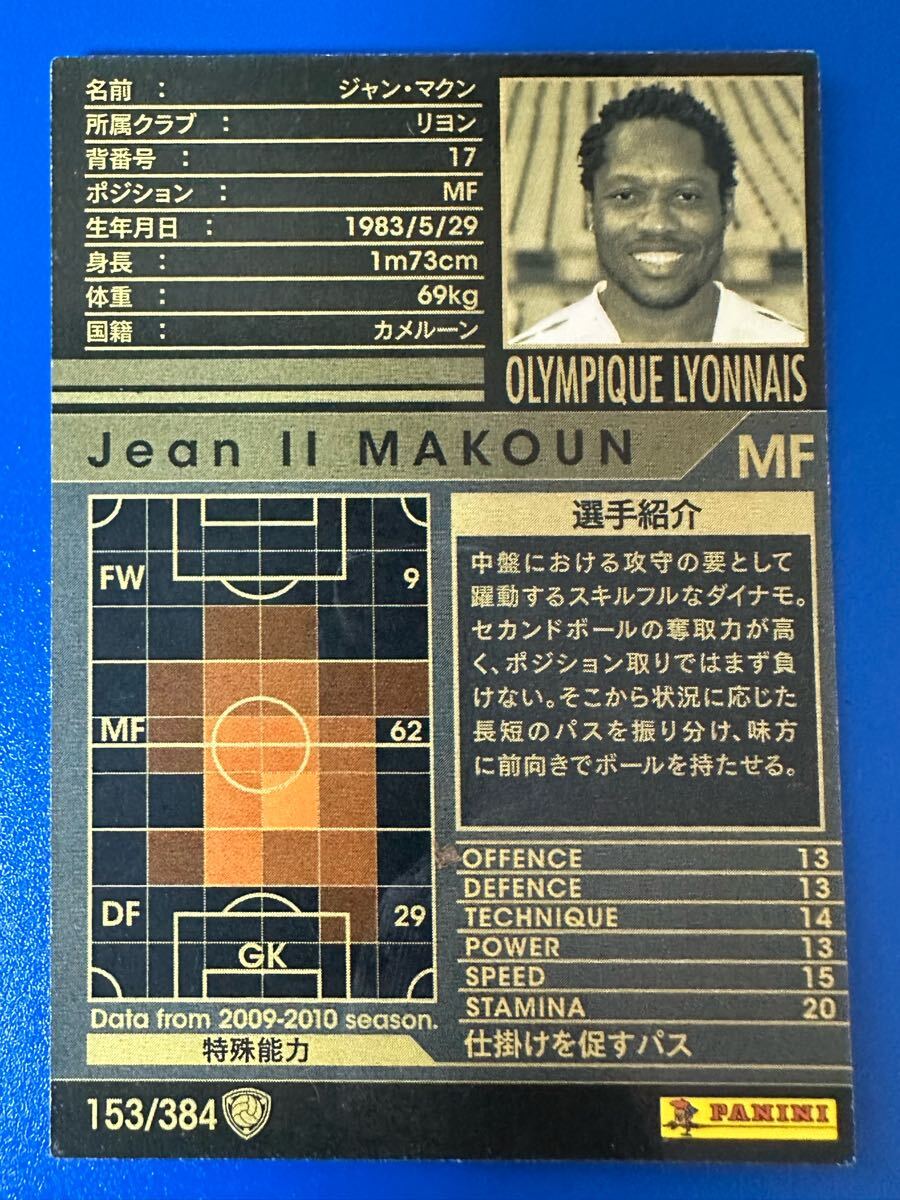 名前 : ジャン・マクン
所属クラブ : リヨン
背番号 : 17
ポジション : MF
生年月日 : 1983/5/29
身長 : 1m73cm
体重 : 69kg
国籍 : カメルーン
OLYMPIQUE LYONNAIS
Jean II MAKOUN
MF
FW 9
MF 62
DF 29
GK
Data from 2009-2010 season.
選手紹介
中盤における攻守の要として
躍動するスキルフルなダイナモ。
セカンドボールの奪取力が高
く、ポジション取りではまず負
けない。そこから状況に応じた
長短のパスを振り分け、味方
に前向きでボールを持たせる。
OFFENCE 13
DEFENCE 13
TECHNIQUE 14
POWER 13
SPEED 15
STAMINA 20
特殊能力 仕掛けを促すパス
153/384
PANINI